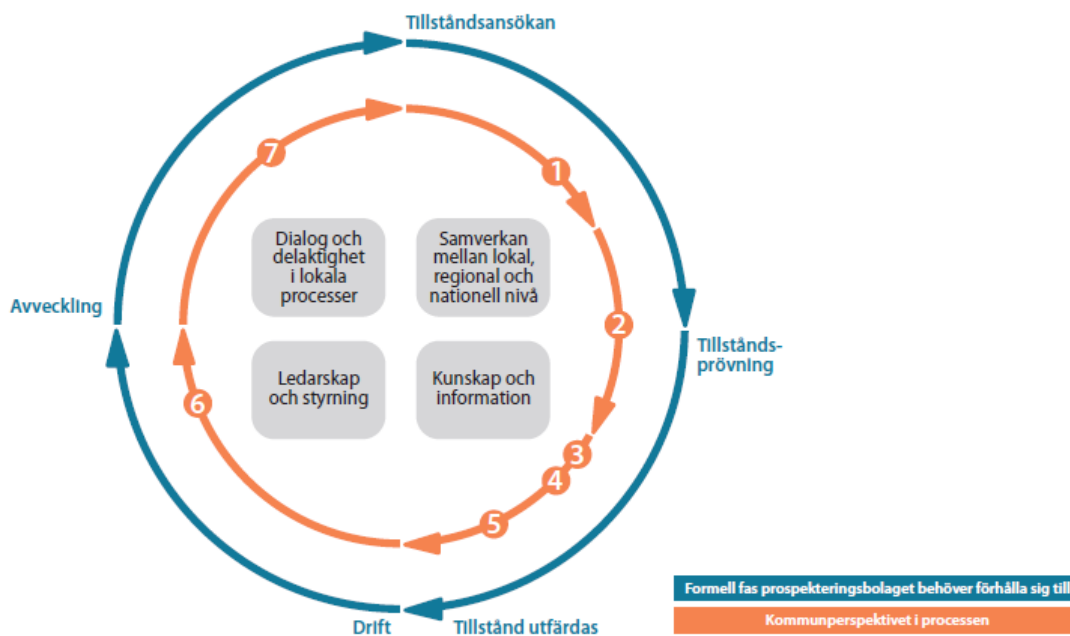 Tillståndsansökan
7
1
Dialog och
delaktighet
i lokala
processer
Samverkan
mellan lokal,
regional och
nationell nivå
Avveckling
2
Tillstånds-
prövning
Ledarskap
och styrning
Kunskap och
information
6
3
4
5
Formell fas prospekteringsbolaget behöver förhålla sig till
Kommunperspektivet i processen
Drift
Tillstånd utfärdas